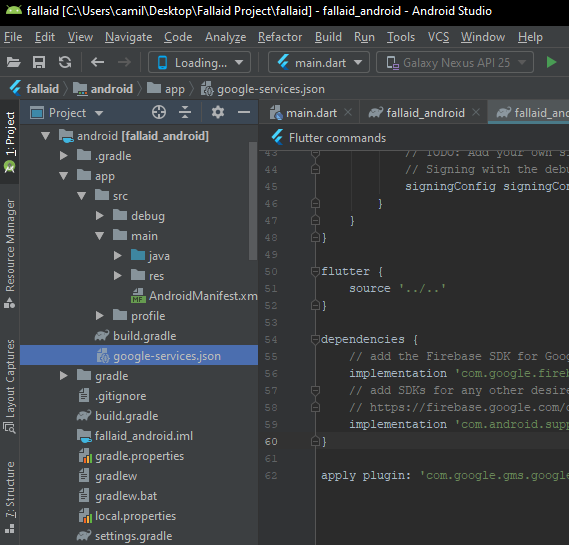 fallaid [C:\Users\camil\Desktop\Fallaid Project\fallaid] - fallaid_android - Android Studio
File Edit View Navigate Code Analyze Refactor Build Run Tools VCS Window Help
Loading... main.dart Galaxy Nexus API 25
fallaid android app google-services.json
1: Project
Resource Manager
Layout Captures
7: Structure
Project
android [fallaid_android]
.gradle
app
src
debug
main
java
res
AndroidManifest.xm
profile
build.gradle
google-services.json
gradle
.gitignore
build.gradle
fallaid_android.iml
gradle.properties
gradlew
gradlew.bat
local.properties
settings.gradle
main.dart fallaid_android fallaid_an
Flutter commands
43 // TODO: Add your own si
44 // Signing with the debu
45 signingConfig signingCon
46 }
47 }
48 }
49
50 flutter {
51 source '../..'
52 }
53
54 dependencies {
55 // add the Firebase SDK for Goog
56 implementation 'com.google.fireb
57 // add SDKs for any other desire
58 // https://firebase.google.com/d
59 implementation 'com.android.supp
60 }
61
62 apply plugin: 'com.google.gms.google